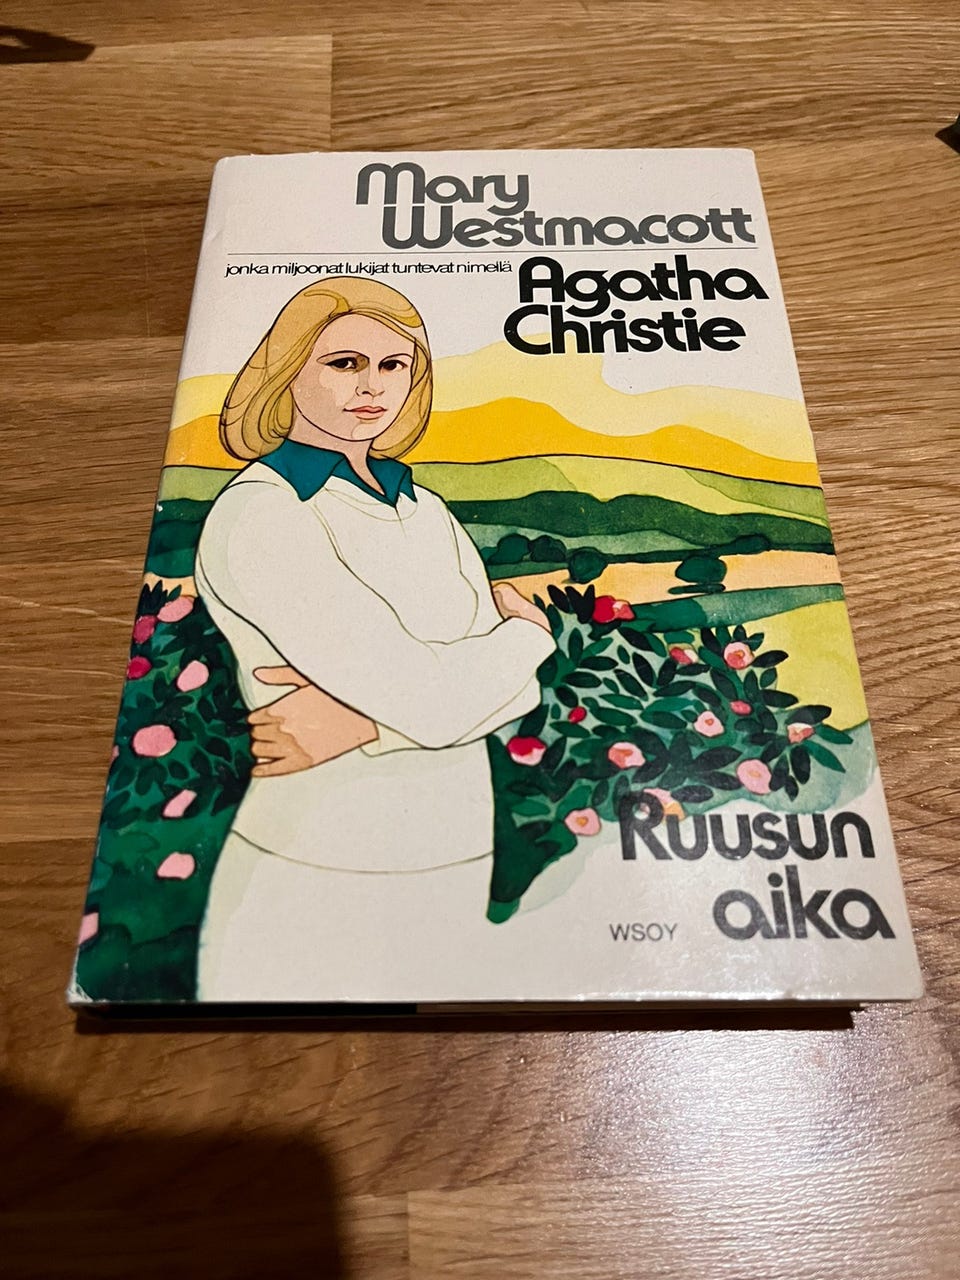 Mary
Westmacott
jonka miljoonat lukijat tuntevat nimellä
Agatha
Christie
Ruusun
aika
WSOY